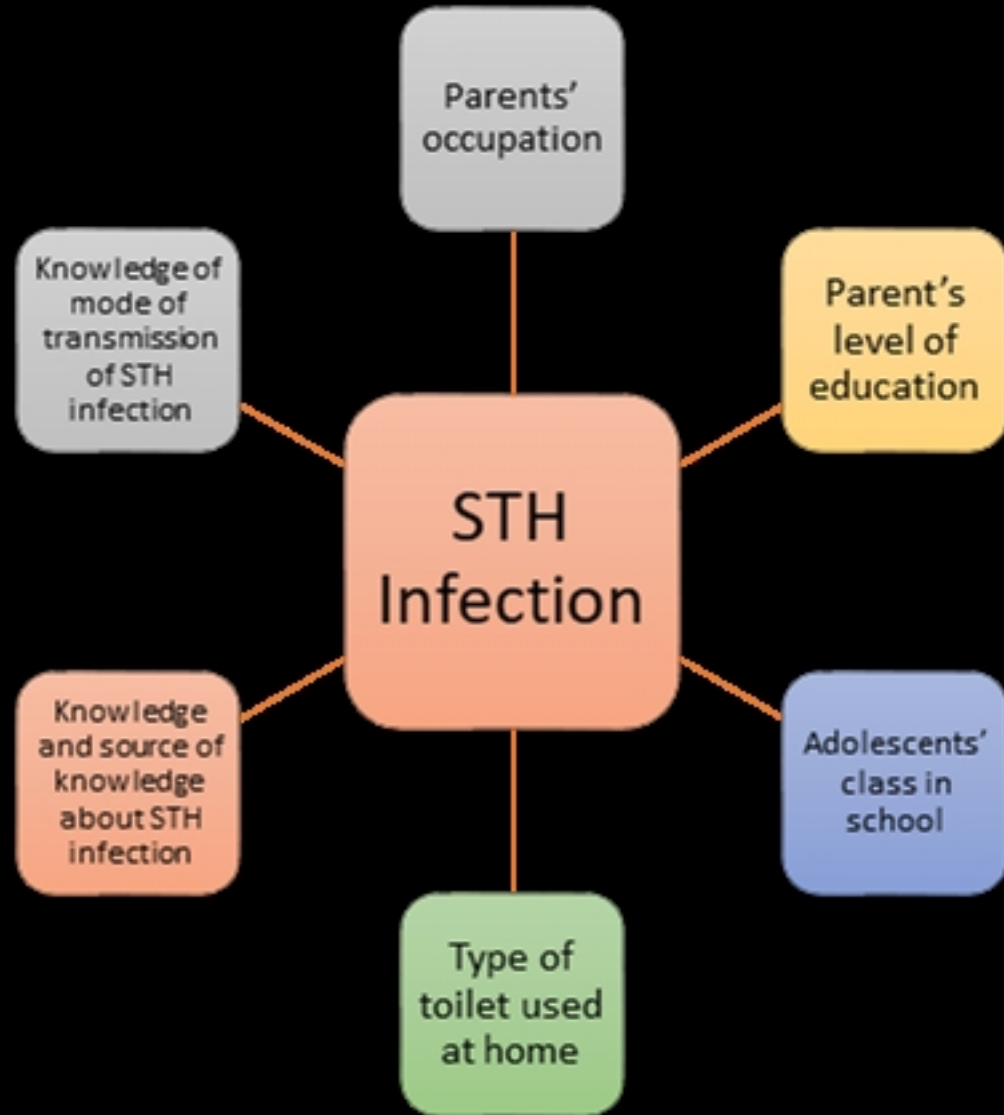 Parents’
occupation
Knowledge of
mode of
transmission
of STH
infection
Parent’s
level of
education
STH
Infection
Knowledge
and source of
knowledge
about STH
infection
Adolescents’
class in
school
Type of
toilet used
at home